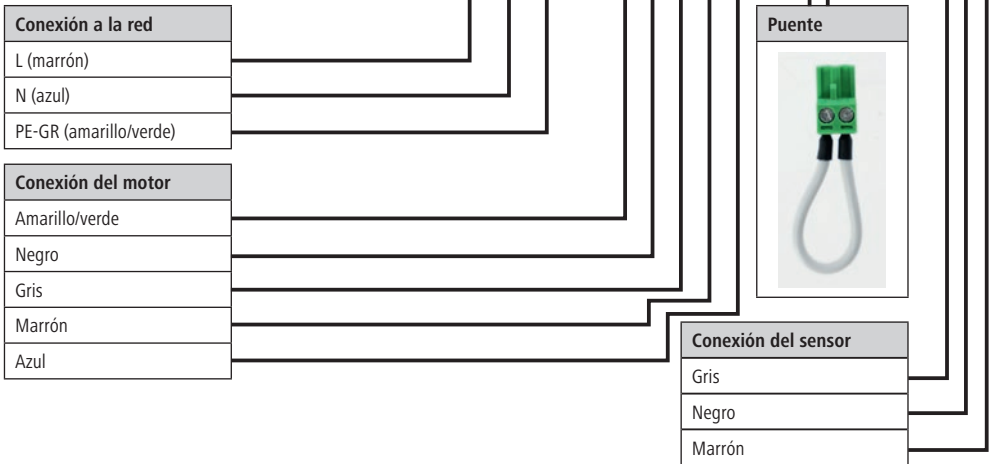 Conexión a la red
L (marrón)
N (azul)
PE-GR (amarillo/verde)
Conexión del motor
Amarillo/verde
Negro
Gris
Marrón
Azul
Puente
Conexión del sensor
Gris
Negro
Marrón